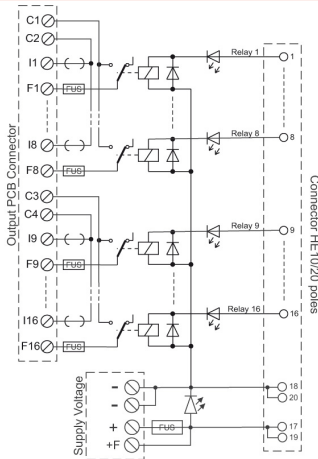 C1
C2
I1
F1
FUS
Relay 1
1
I8
F8
FUS
Relay 8
8
C3
C4
I9
F9
FUS
Relay 9
9
I16
F16
FUS
Relay 16
16
Output PCB Connector
Connector HE10/20 poles
Supply Voltage
-
-
+
+F
FUS
18
20
17
19